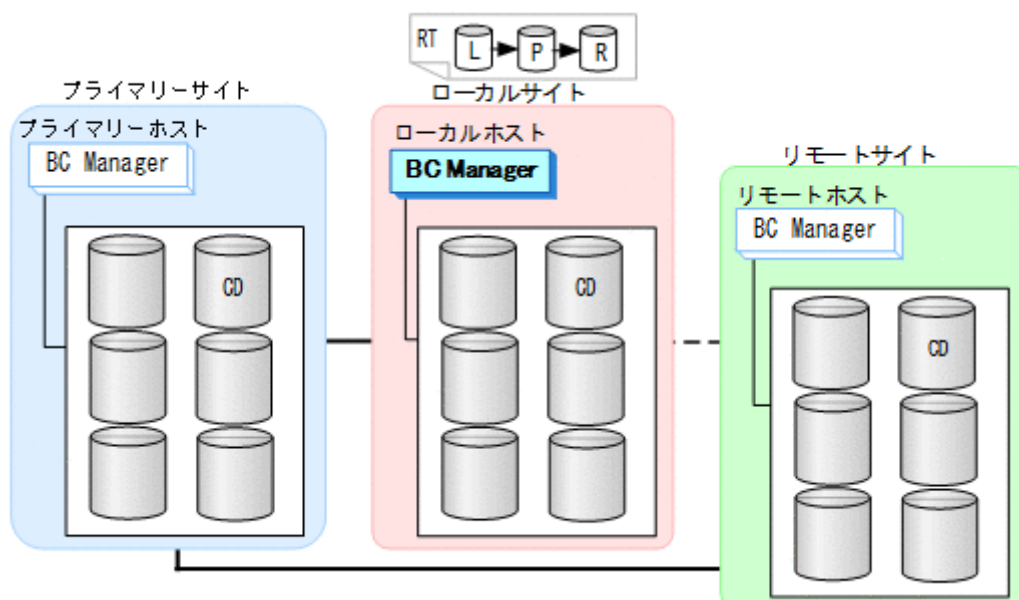 RT L P R
プライマリーサイト
ローカルサイト
リモートサイト
プライマリーホスト
BC Manager
CD
ローカルホスト
BC Manager
CD
リモートホスト
BC Manager
CD